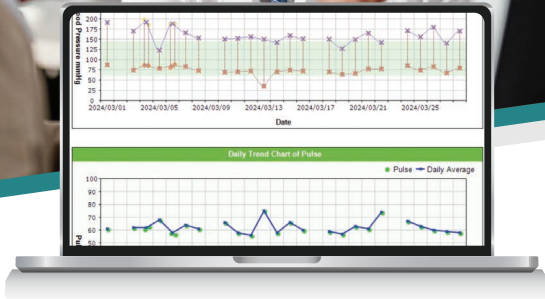 200
175
150
125
100
75
50
25
0
ood Pressure mmHg
2024/03/01 2024/03/05 2024/03/09 2024/03/13 2024/03/17 2024/03/21 2024/03/25
Date
Daily Trend Chart of Pulse
Pulse Daily Average
100
90
80
70
60
50
Pul